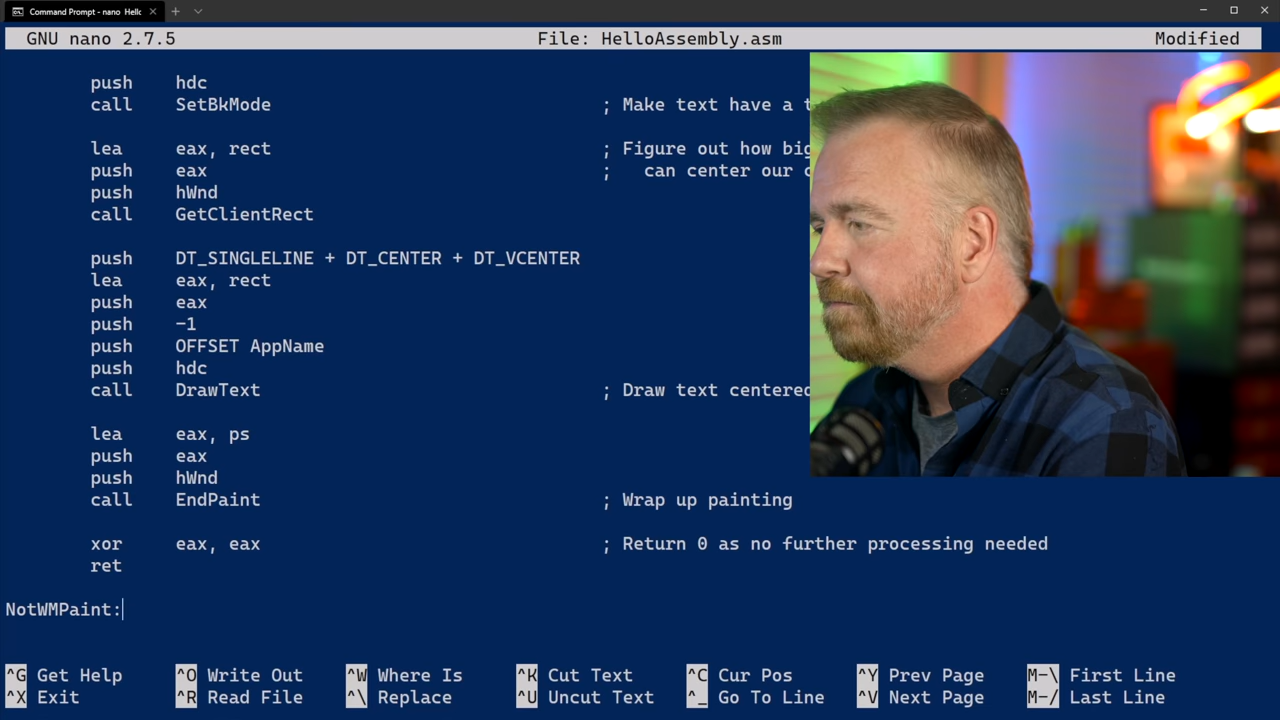 Command Prompt - nano Hello
GNU nano 2.7.5 File: HelloAssembly.asm Modified
push hdc
call SetBkMode ; Make text have a
lea eax, rect ; Figure out how big
push eax ; can center our
push hWnd
call GetClientRect
push DT_SINGLELINE + DT_CENTER + DT_VCENTER
lea eax, rect
push eax
push -1
push OFFSET AppName
push hdc
call DrawText ; Draw text centered
lea eax, ps
push eax
push hWnd
call EndPaint ; Wrap up painting
xor eax, eax ; Return 0 as no further processing needed
ret
NotWMPaint:
^G Get Help ^O Write Out ^W Where Is ^K Cut Text ^C Cur Pos ^Y Prev Page M-\ First Line
^X Exit ^R Read File ^\ Replace ^U Uncut Text ^_ Go To Line ^V Next Page M-/ Last Line